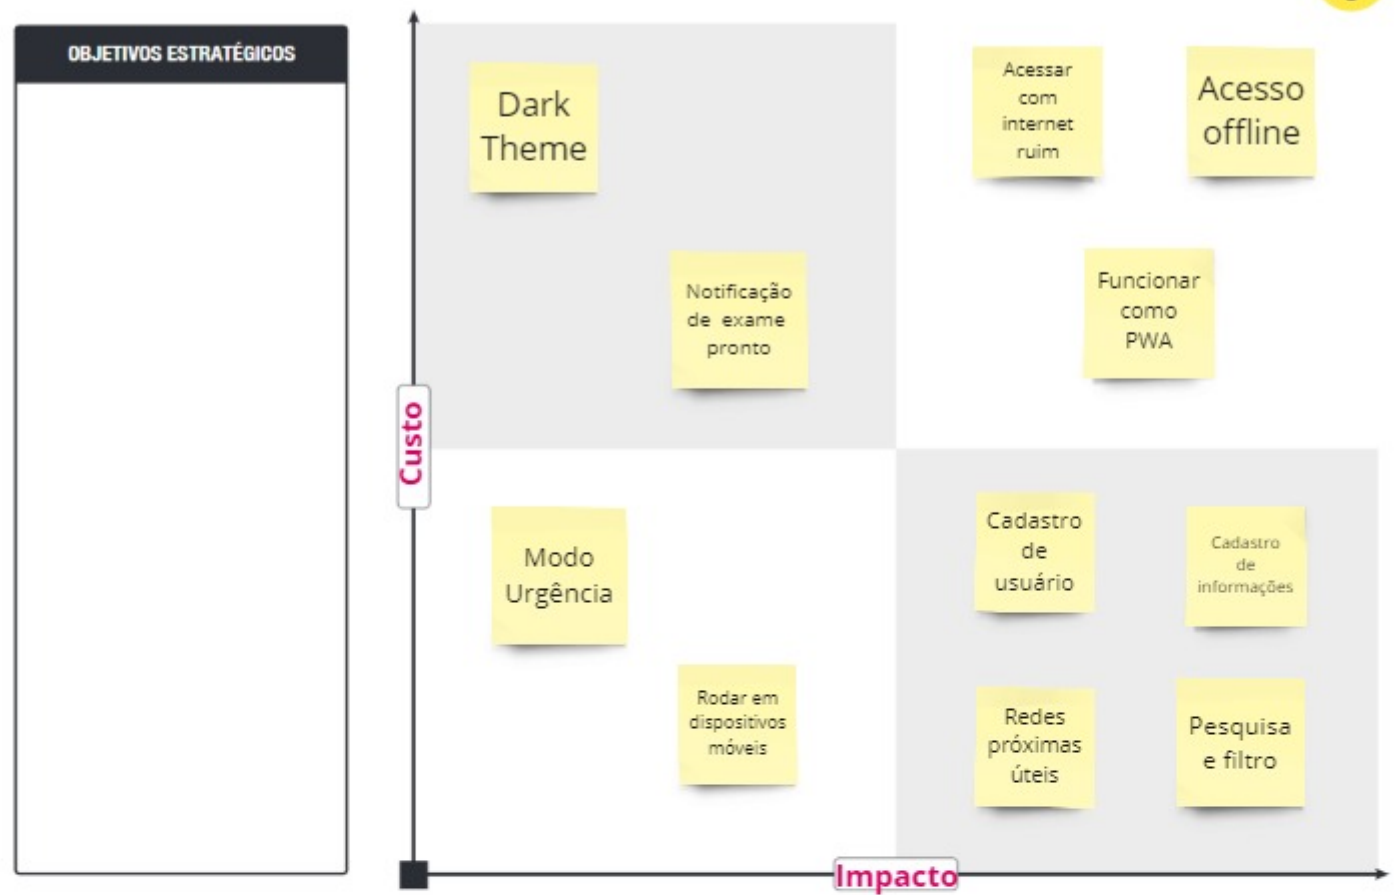 OBJETIVOS ESTRATÉGICOS
Dark
Theme
Notificação
de exame
pronto
Acessar
com
internet
ruim
Acesso
offline
Funcionar
como
PWA
Custo
Modo
Urgência
Rodar em
dispositivos
móveis
Cadastro
de
usuário
Cadastro
de
informações
Redes
próximas
úteis
Pesquisa
e filtro
Impacto